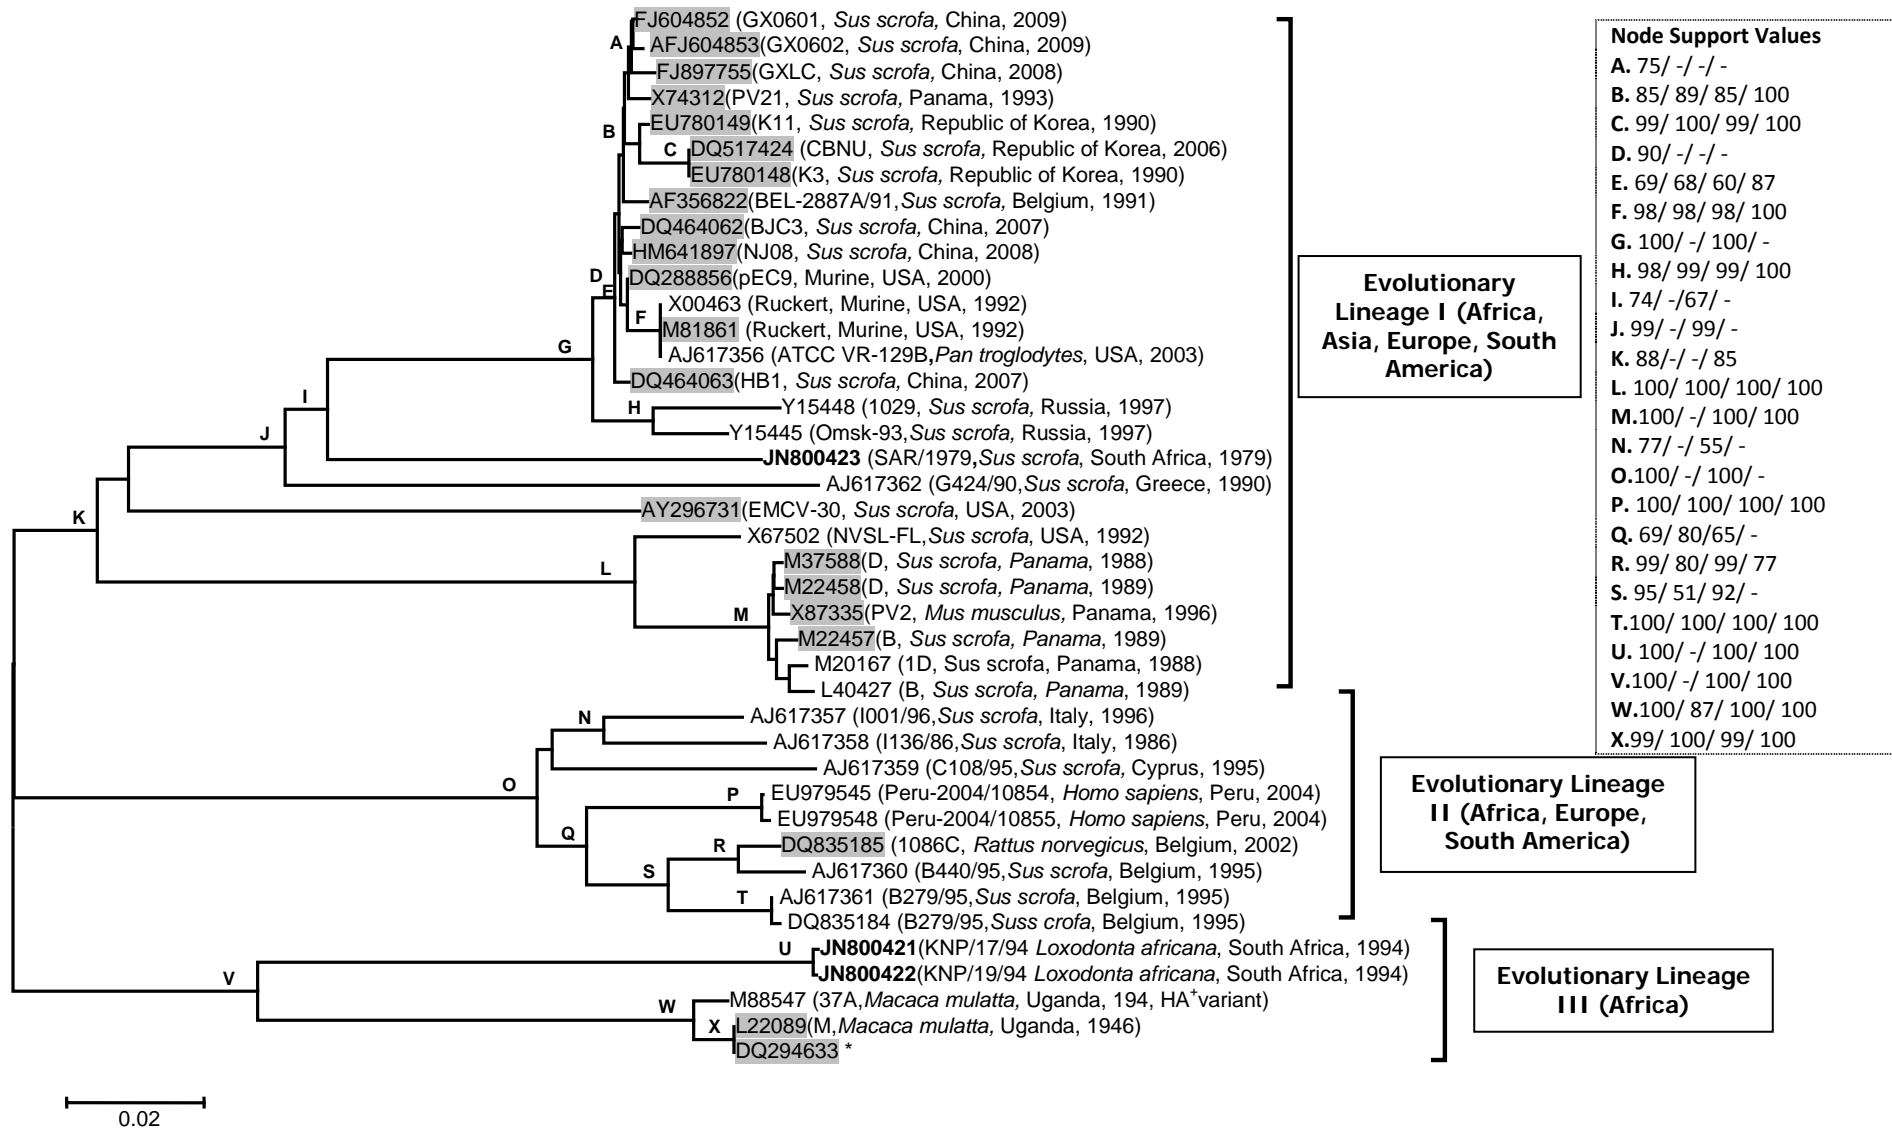 FJ604852 (GX0601, Sus scrofa, China, 2009)
A
AFJ604853(GX0602, Sus scrofa, China, 2009)
FJ897755(GXLC, Sus scrofa, China, 2008)
X74312(PV21, Sus scrofa, Panama, 1993)
B
EU780149(K11, Sus scrofa, Republic of Korea, 1990)
C
DQ517424 (CBNU, Sus scrofa, Republic of Korea, 2006)
EU780148(K3, Sus scrofa, Republic of Korea, 1990)
AF356822(BEL-2887A/91,Sus scrofa, Belgium, 1991)
DQ464062(BJC3, Sus scrofa, China, 2007)
HM641897(NJ08, Sus scrofa, China, 2008)
D
DQ288856(pEC9, Murine, USA, 2000)
E
X00463 (Ruckert, Murine, USA, 1992)
F
M81861 (Ruckert, Murine, USA, 1992)
G
AJ617356 (ATCC VR-129B,Pan troglodytes, USA, 2003)
DQ464063(HB1, Sus scrofa, China, 2007)
I
H
Y15448 (1029, Sus scrofa, Russia, 1997)
J
Y15445 (Omsk-93,Sus scrofa, Russia, 1997)
JN800423 (SAR/1979,Sus scrofa, South Africa, 1979)
AJ617362 (G424/90,Sus scrofa, Greece, 1990)
K
AY296731(EMCV-30, Sus scrofa, USA, 2003)
X67502 (NVSL-FL,Sus scrofa, USA, 1992)
L
M37588(D, Sus scrofa, Panama, 1988)
M22458(D, Sus scrofa, Panama, 1989)
M
X87335(PV2, Mus musculus, Panama, 1996)
M22457(B, Sus scrofa, Panama, 1989)
M20167 (1D, Sus scrofa, Panama, 1988)
L40427 (B, Sus scrofa, Panama, 1989)
N
AJ617357 (I001/96,Sus scrofa, Italy, 1996)
AJ617358 (I136/86,Sus scrofa, Italy, 1986)
O
AJ617359 (C108/95,Sus scrofa, Cyprus, 1995)
P
EU979545 (Peru-2004/10854, Homo sapiens, Peru, 2004)
EU979548 (Peru-2004/10855, Homo sapiens, Peru, 2004)
Q
R
DQ835185 (1086C, Rattus norvegicus, Belgium, 2002)
S
AJ617360 (B440/95,Sus scrofa, Belgium, 1995)
T
AJ617361 (B279/95,Sus scrofa, Belgium, 1995)
DQ835184 (B279/95,Suss crofa, Belgium, 1995)
U
JN800421(KNP/17/94 Loxodonta africana, South Africa, 1994)
V
JN800422(KNP/19/94 Loxodonta africana, South Africa, 1994)
W
M88547 (37A,Macaca mulatta, Uganda, 194, HA+variant)
X
L22089(M,Macaca mulatta, Uganda, 1946)
DQ294633 *
0.02
Evolutionary
Lineage I (Africa,
Asia, Europe, South
America)
Evolutionary Lineage
II (Africa, Europe,
South America)
Evolutionary Lineage
III (Africa)
Node Support Values
A. 75/ -/ -/ -
B. 85/ 89/ 85/ 100
C. 99/ 100/ 99/ 100
D. 90/ -/ -/ -
E. 69/ 68/ 60/ 87
F. 98/ 98/ 98/ 100
G. 100/ -/ 100/ -
H. 98/ 99/ 99/ 100
I. 74/ -/67/ -
J. 99/ -/ 99/ -
K. 88/-/ -/ 85
L. 100/ 100/ 100/ 100
M.100/ -/ 100/ 100
N. 77/ -/ 55/ -
O.100/ -/ 100/ -
P. 100/ 100/ 100/ 100
Q. 69/ 80/65/ -
R. 99/ 80/ 99/ 77
S. 95/ 51/ 92/ -
T.100/ 100/ 100/ 100
U. 100/ -/ 100/ 100
V.100/ -/ 100/ 100
W.100/ 87/ 100/ 100
X.99/ 100/ 99/ 100